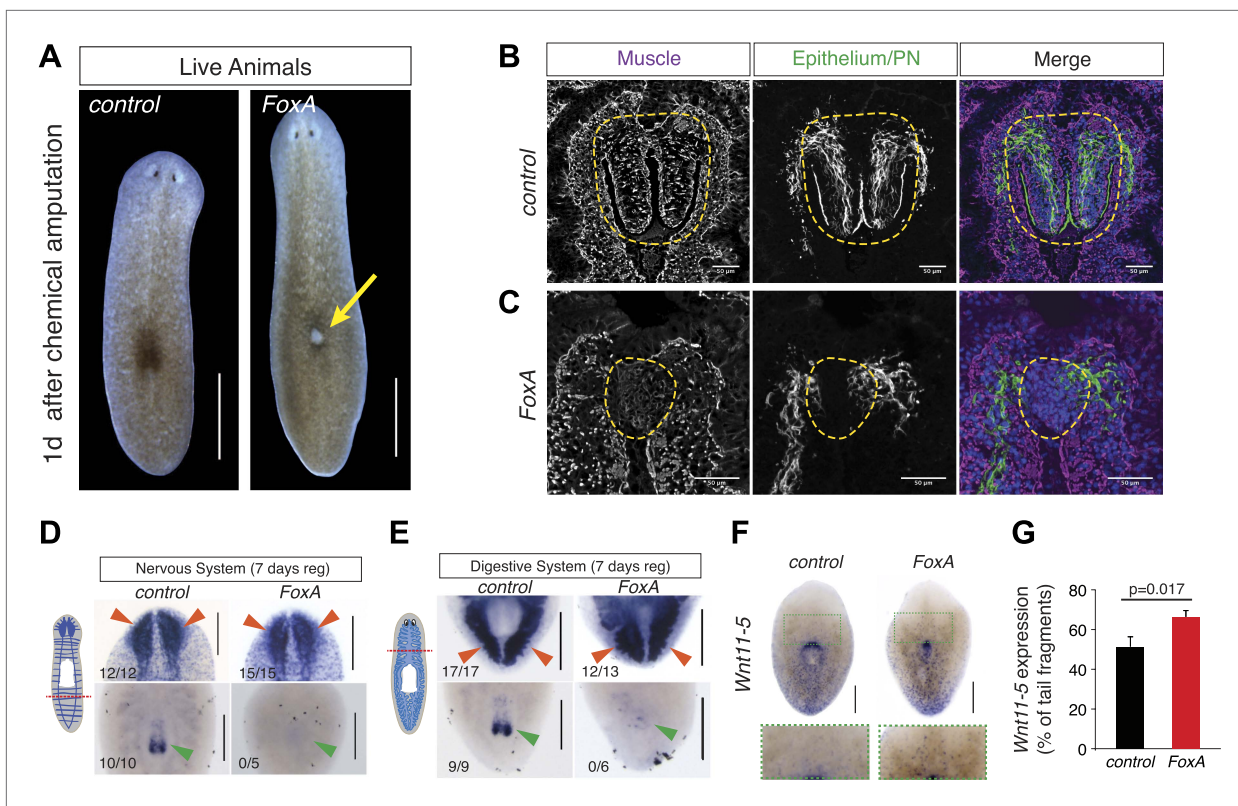 A
Live Animals
control
FoxA
1d after chemical amputation
B
Muscle
Epithelium/PN
Merge
control
50 µm
50 µm
50 µm
C
FoxA
50 µm
50 µm
50 µm
D
Nervous System (7 days reg)
control
FoxA
12/12
15/15
10/10
0/5
E
Digestive System (7 days reg)
control
FoxA
17/17
12/13
9/9
0/6
F
control
FoxA
Wnt11-5
G
p=0.017
Wnt11-5 expression
(% of tail fragments)
80
60
40
20
0
control
FoxA